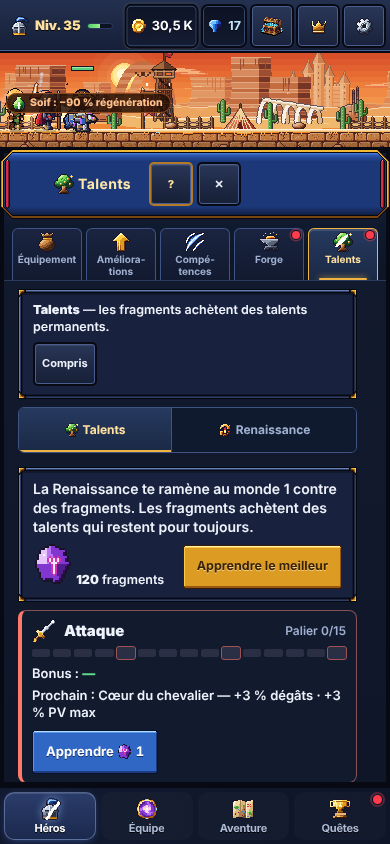 Niv. 35
30,5 K
17
Soif : −90 % régénération
Talents
?
×
Équipement
Améliora-
tions
Compé-
tences
Forge
Talents
Talents — les fragments achètent des talents
permanents.
Compris
Talents
Renaissance
La Renaissance te ramène au monde 1 contre
des fragments. Les fragments achètent des
talents qui restent pour toujours.
120 fragments
Apprendre le meilleur
Attaque
Palier 0/15
Bonus : —
Prochain : Cœur du chevalier — +3 % dégâts · +3
% PV max
Apprendre 1
Héros
Équipe
Aventure
Quêtes